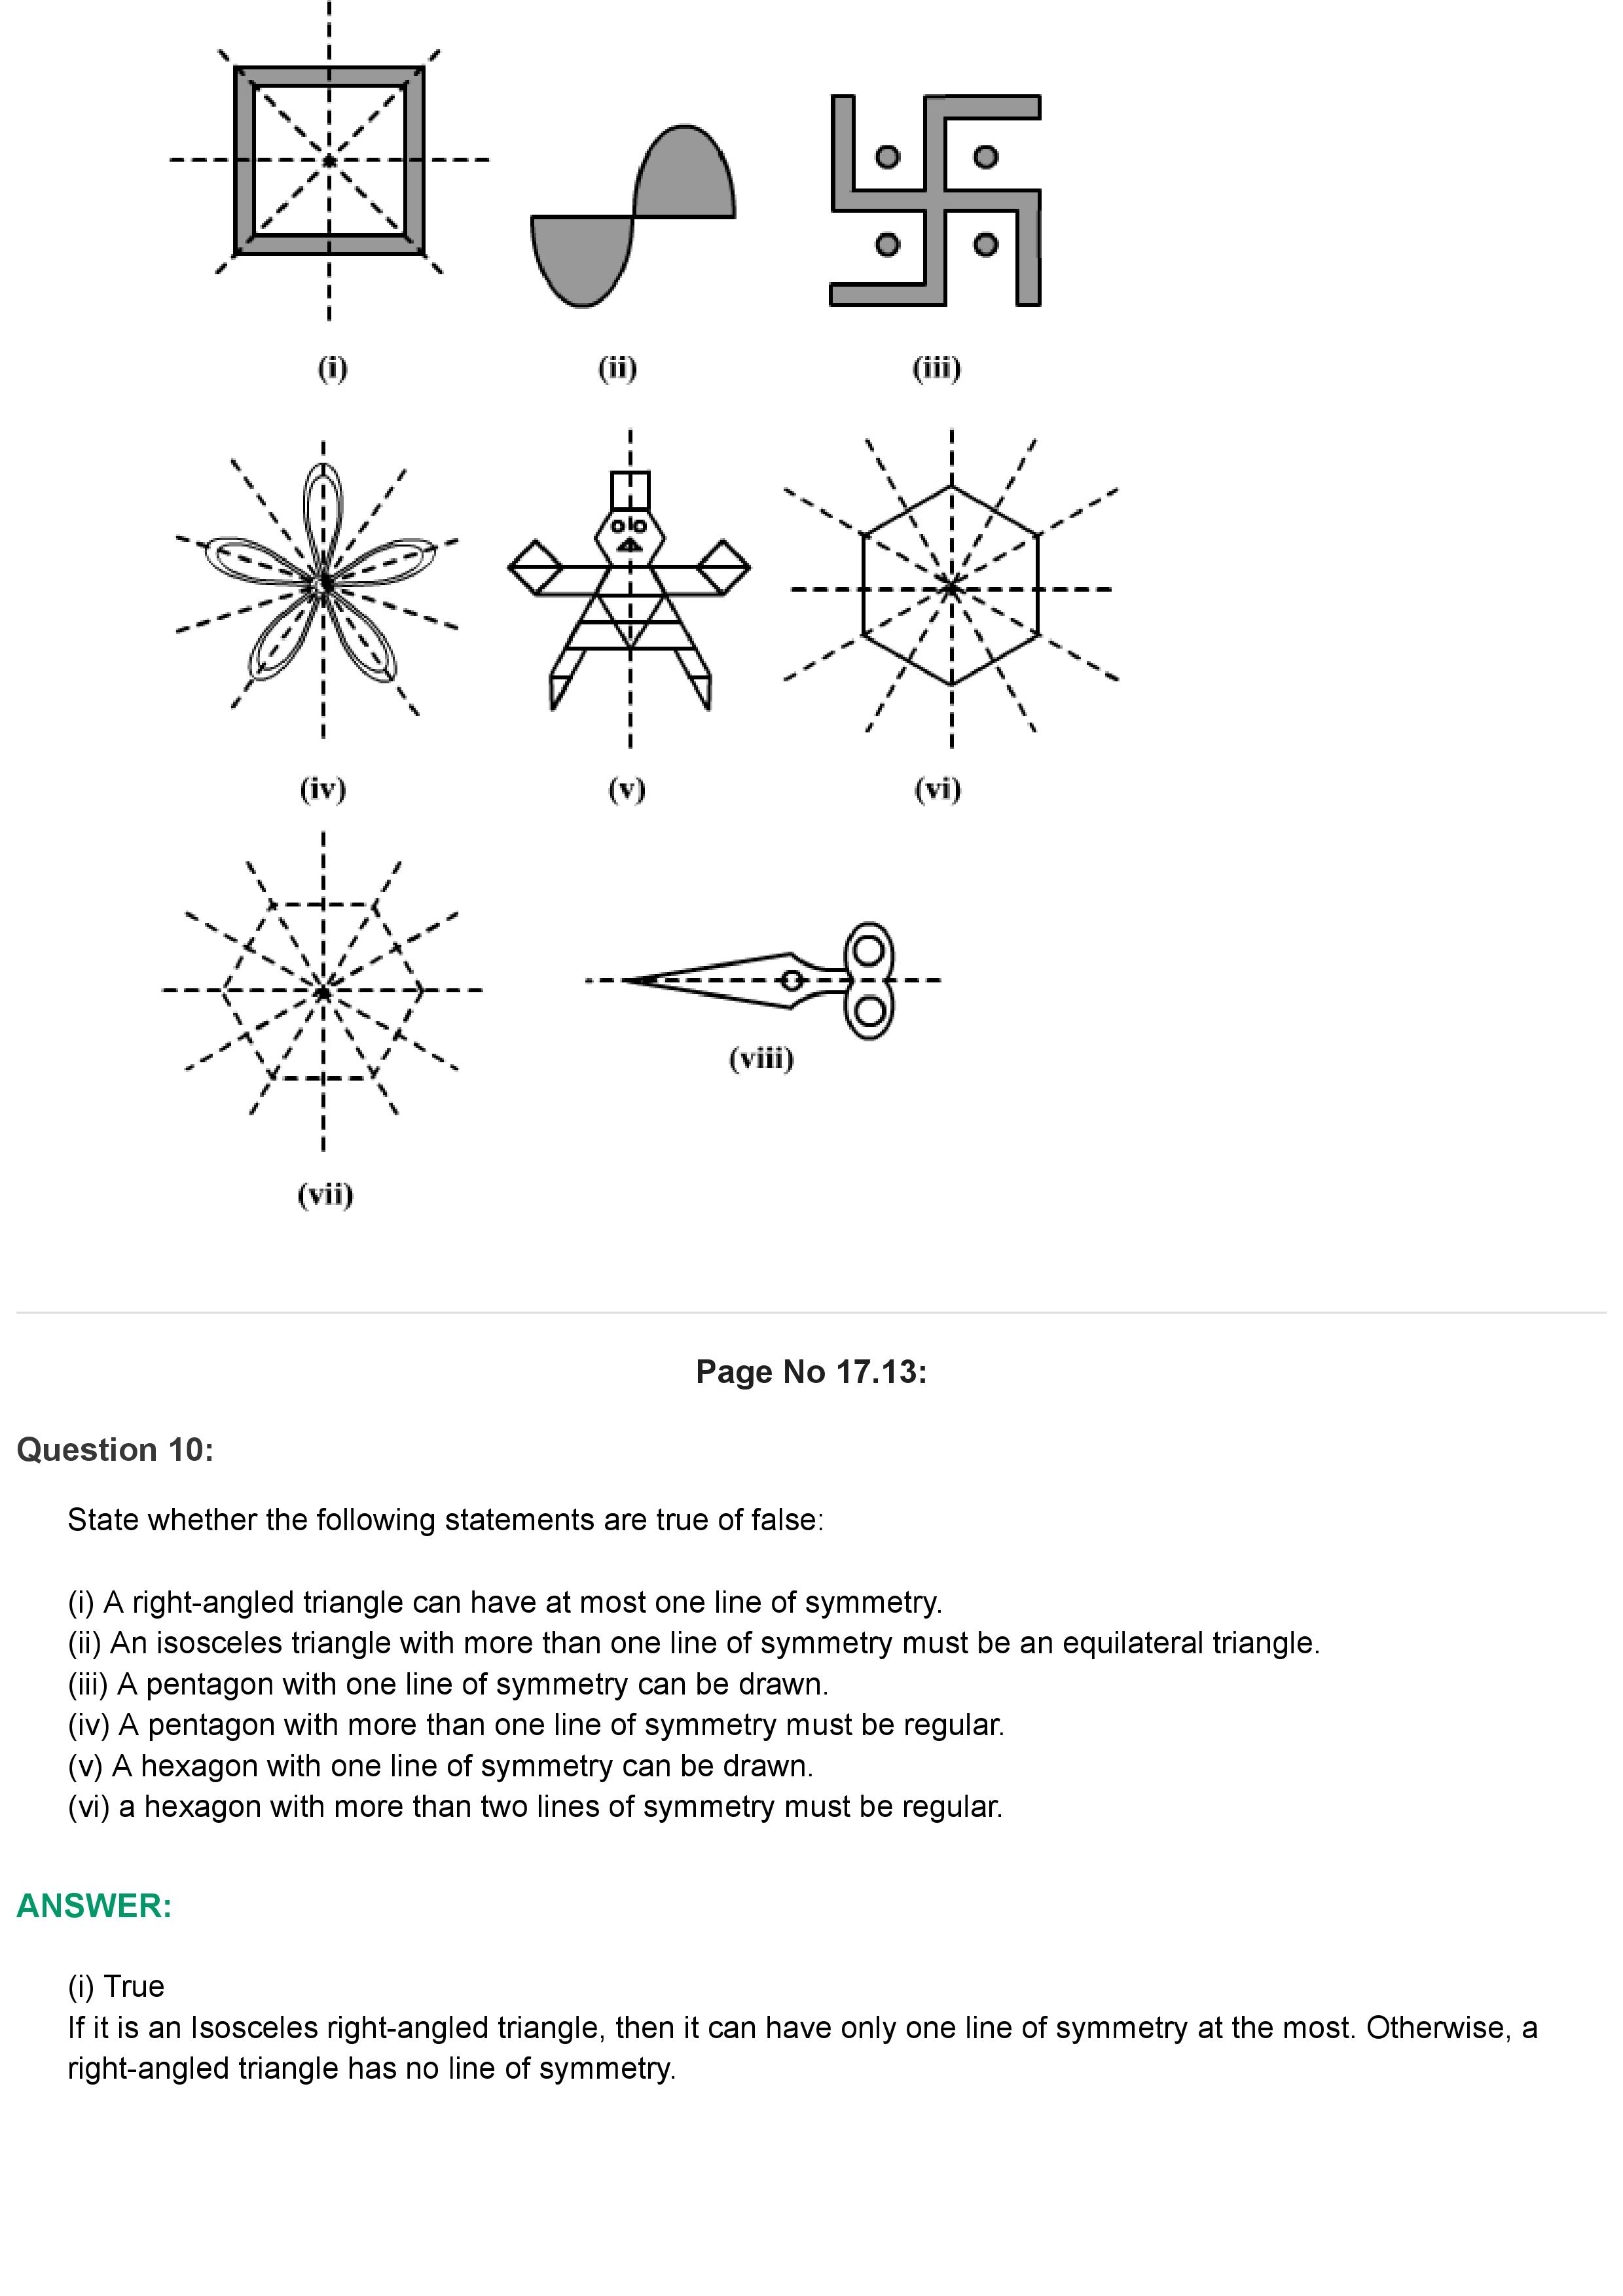 (i) (ii) (iii)
(iv) (v) (vi)
(viii)
(vii)
Page No 17.13:
Question 10:
State whether the following statements are true of false:
(i) A right-angled triangle can have at most one line of symmetry.
(ii) An isosceles triangle with more than one line of symmetry must be an equilateral triangle.
(iii) A pentagon with one line of symmetry can be drawn.
(iv) A pentagon with more than one line of symmetry must be regular.
(v) A hexagon with one line of symmetry can be drawn.
(vi) a hexagon with more than two lines of symmetry must be regular.
ANSWER:
(i) True
If it is an Isosceles right-angled triangle, then it can have only one line of symmetry at the most. Otherwise, a
right-angled triangle has no line of symmetry.